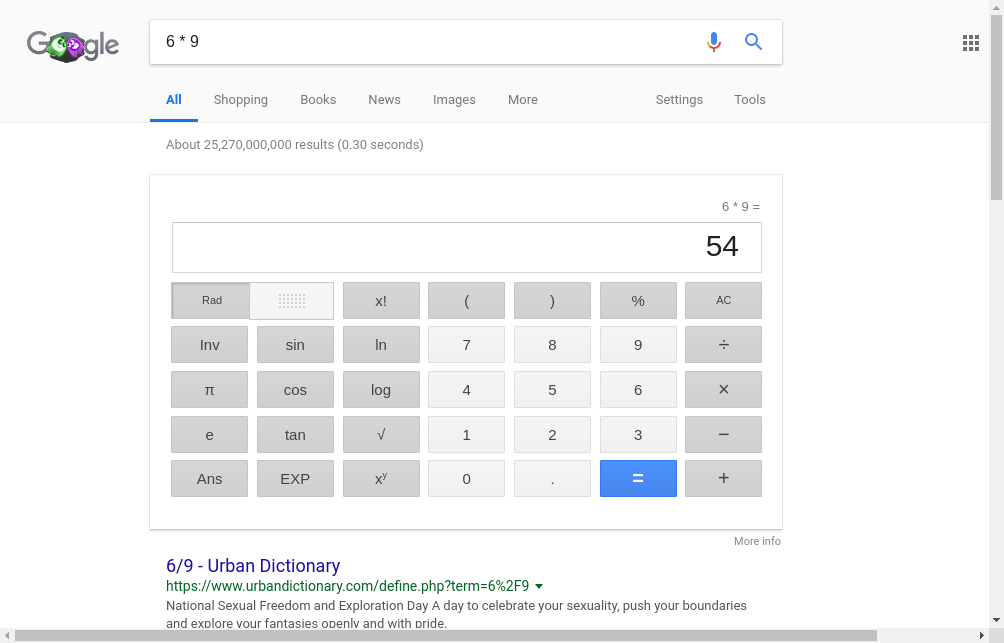 Google
6 * 9
All Shopping Books News Images More Settings Tools
About 25,270,000,000 results (0.30 seconds)
6 * 9 =
54
Rad x! ( ) % AC
Inv sin ln 7 8 9 ÷
π cos log 4 5 6 ×
e tan √ 1 2 3 −
Ans EXP xʸ 0 . = +
More info
6/9 - Urban Dictionary
https://www.urbandictionary.com/define.php?term=6%2F9
National Sexual Freedom and Exploration Day A day to celebrate your sexuality, push your boundaries
and explore your fantasies openly and with pride.